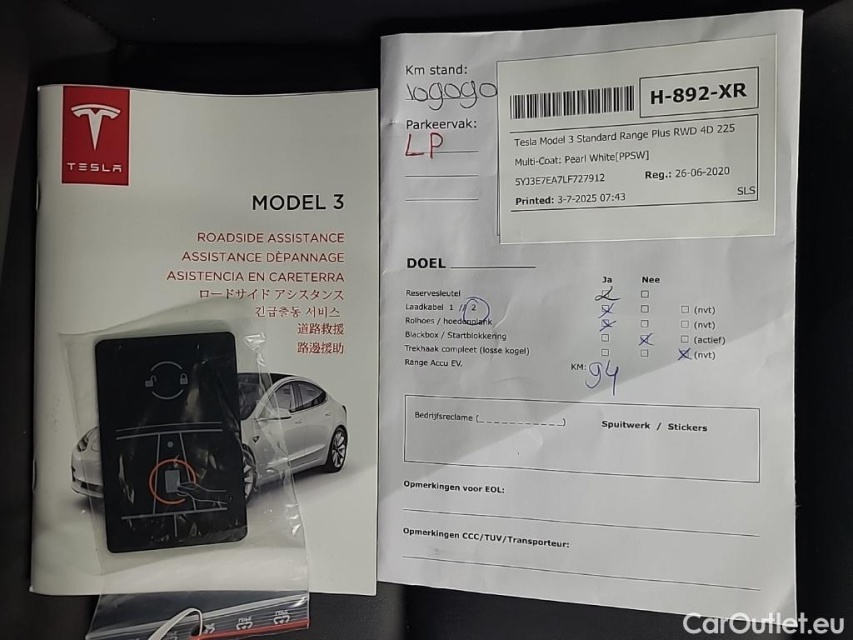 TESLA
MODEL 3
ROADSIDE ASSISTANCE
ASSISTANCE DÉPANNAGE
ASISTENCIA EN CARETERRA
ロードサイド アシスタンス
긴급출동 서비스
道路救援
路邊援助
Km stand:
109090
Parkeervak:
LP
H-892-XR
Tesla Model 3 Standard Range Plus RWD 4D 225
Multi-Coat: Pearl White[PPSW]
5YJ3E7EA7LF727912 Reg.: 26-06-2020
Printed: 3-7-2025 07:43 SLS
DOEL
Ja Nee
Reservesleutel 2
Laadkabel 1 // 2 (nvt)
Rolhoes / hoedenplank (nvt)
Blackbox / Startblokkering (actief)
Trekhaak compleet (losse kogel) (nvt)
Range Accu EV. KM: 94
Bedrijfsreclame (_ _ _ _ _ _ _ _ _) Spuitwerk / Stickers
Opmerkingen voor EOL:
Opmerkingen CCC/TUV/Transporteur:
CarOutlet.eu